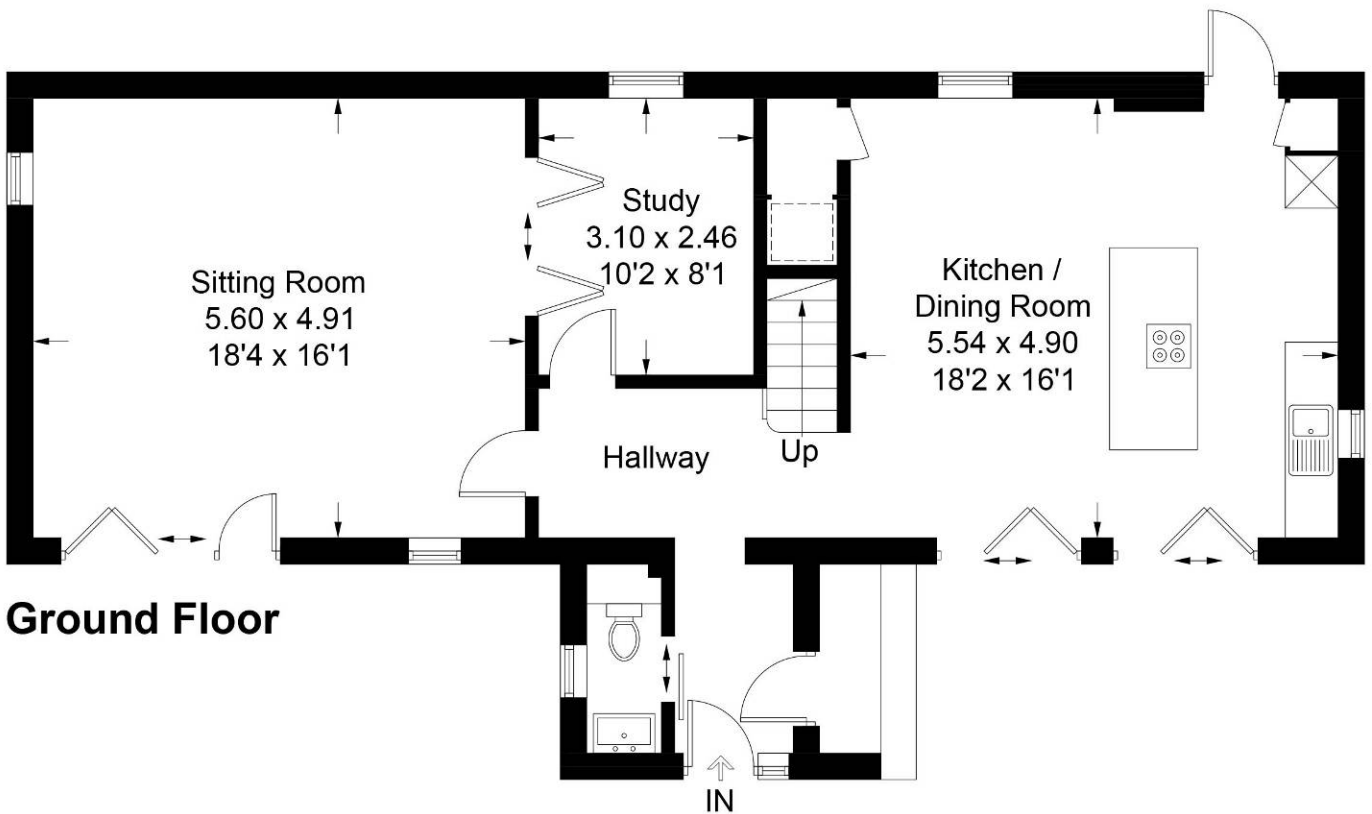 Study
3.10 x 2.46
10'2 x 8'1
Sitting Room
5.60 x 4.91
18'4 x 16'1
Kitchen /
Dining Room
5.54 x 4.90
18'2 x 16'1
Hallway
Up
Ground Floor
IN